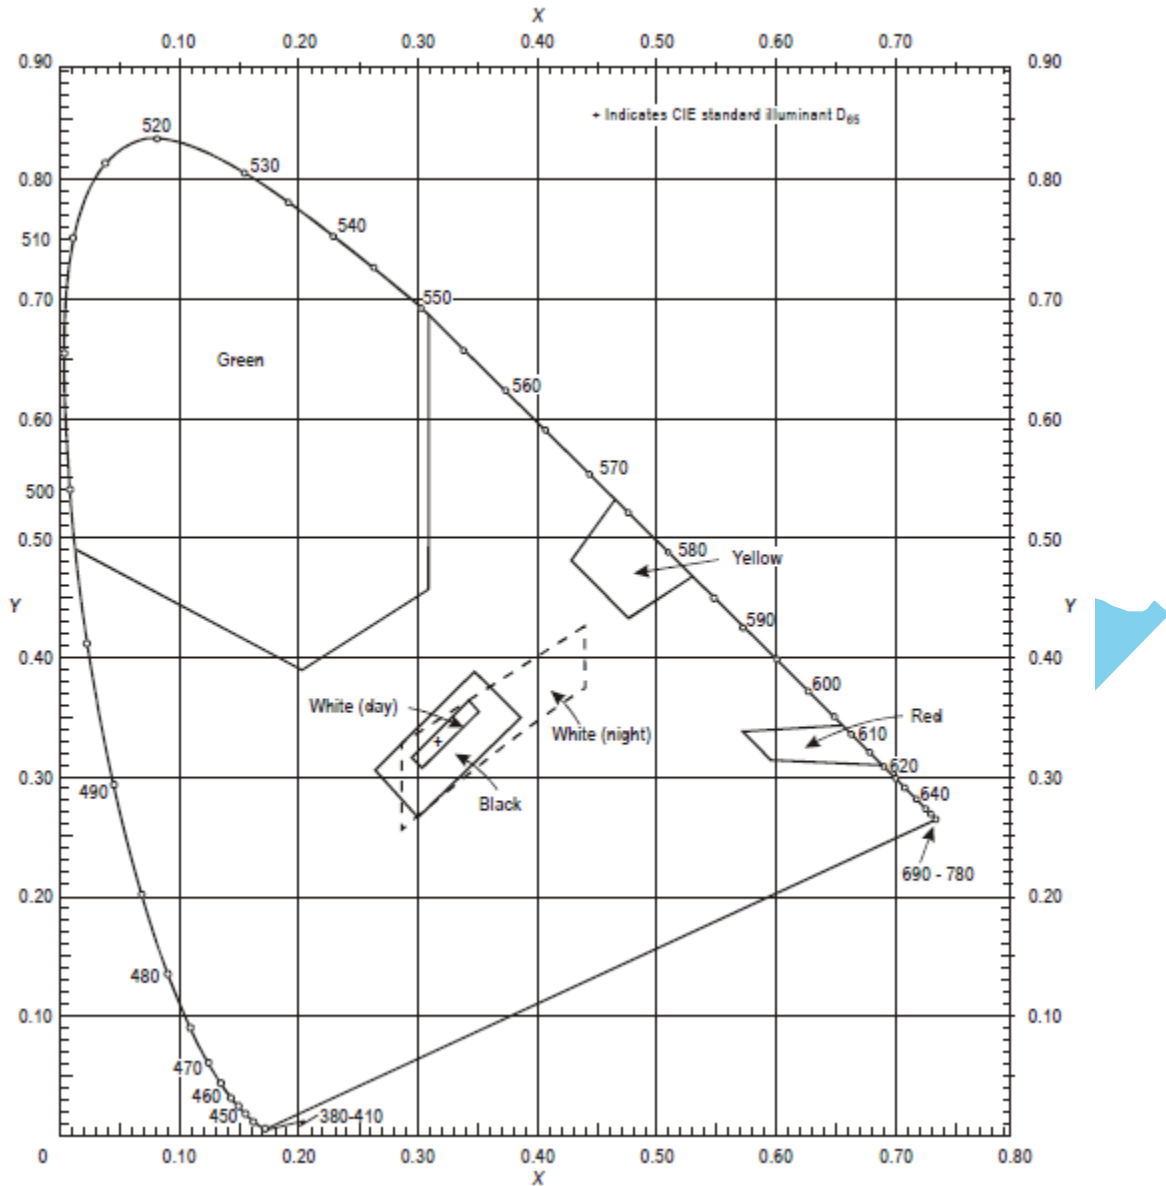 X
0.10 0.20 0.30 0.40 0.50 0.60 0.70
0.90 0.90
+ Indicates CIE standard illuminant D65
520
530
0.80 0.80
540
510
0.70 550 0.70
Green
560
0.60 0.60
570
500
0.50 580 0.50
Yellow
Y Y
590
0.40 0.40
600
White (day) Red
White (night) 610
0.30 620 0.30
490 Black 640
690 - 780
0.20 0.20
480
0.10 0.10
470
460
450 380-410
0 0.10 0.20 0.30 0.40 0.50 0.60 0.70 0.80
X